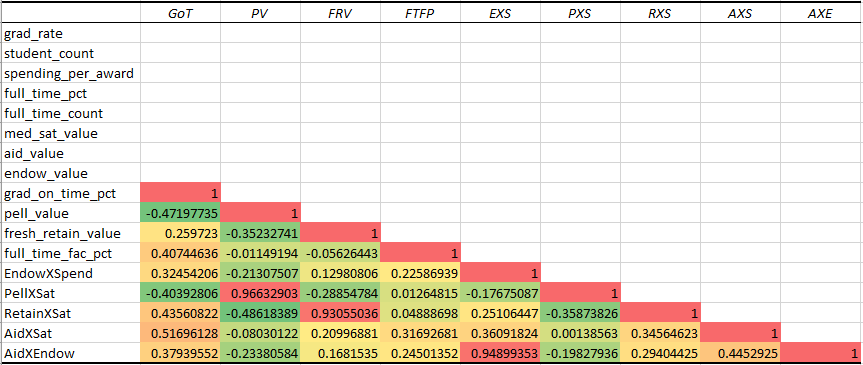 GoT PV FRV FTFP EXS PXS RXS AXS AXE
grad_rate
student_count
spending_per_award
full_time_pct
full_time_count
med_sat_value
aid_value
endow_value
grad_on_time_pct 1
pell_value -0.47197735 1
fresh_retain_value 0.259723 -0.35232741 1
full_time_fac_pct 0.40744636 -0.01149194 -0.05626443 1
EndowXSpend 0.32454206 -0.21307507 0.12980806 0.22586939 1
PellXSat -0.40392806 0.96632903 -0.28854784 0.01264815 -0.17675087 1
RetainXSat 0.43560822 -0.48618389 0.93055036 0.04888698 0.25106447 -0.35873826 1
AidXSat 0.51696128 -0.08030122 0.20996881 0.31692681 0.36091824 0.00138563 0.34564623 1
AidXEndow 0.37939552 -0.23380584 0.1681535 0.24501352 0.94899353 -0.19827936 0.29404425 0.4452925 1